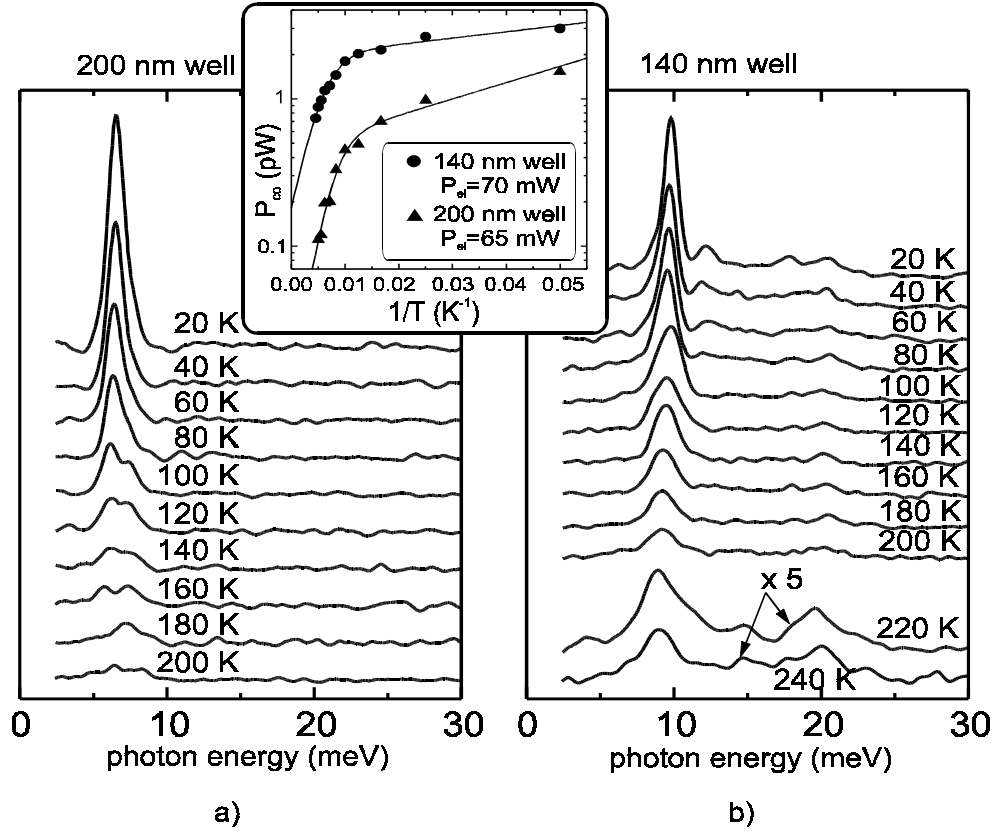 200 nm well
140 nm well
P∞ (pW)
1
0.1
140 nm well
Pel=70 mW
200 nm well
Pel=65 mW
0.00 0.01 0.02 0.03 0.04 0.05
1/T (K-1)
20 K
40 K
60 K
80 K
100 K
120 K
140 K
160 K
180 K
200 K
20 K
40 K
60 K
80 K
100 K
120 K
140 K
160 K
180 K
200 K
x 5
220 K
240 K
0 10 20 30
0 10 20 30
photon energy (meV)
photon energy (meV)
a)
b)